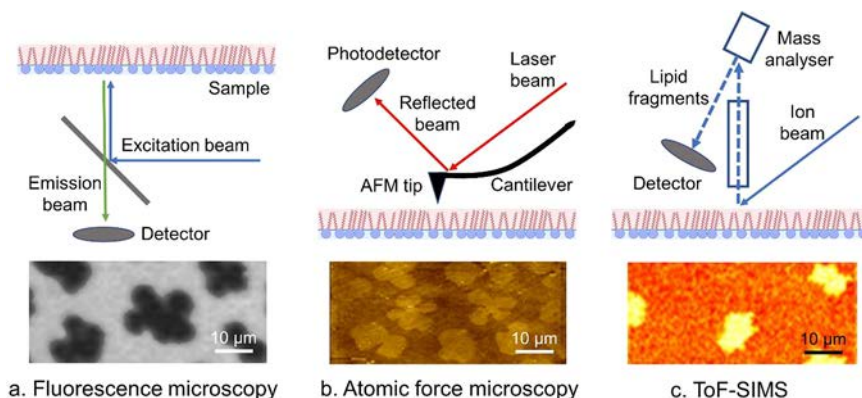 Sample
Excitation beam
Emission
beam
Detector
10 µm
a. Fluorescence microscopy
Photodetector
Laser
beam
Reflected
beam
AFM tip
Cantilever
10 µm
b. Atomic force microscopy
Mass
analyser
Lipid
fragments
Ion
beam
Detector
10 µm
c. ToF-SIMS